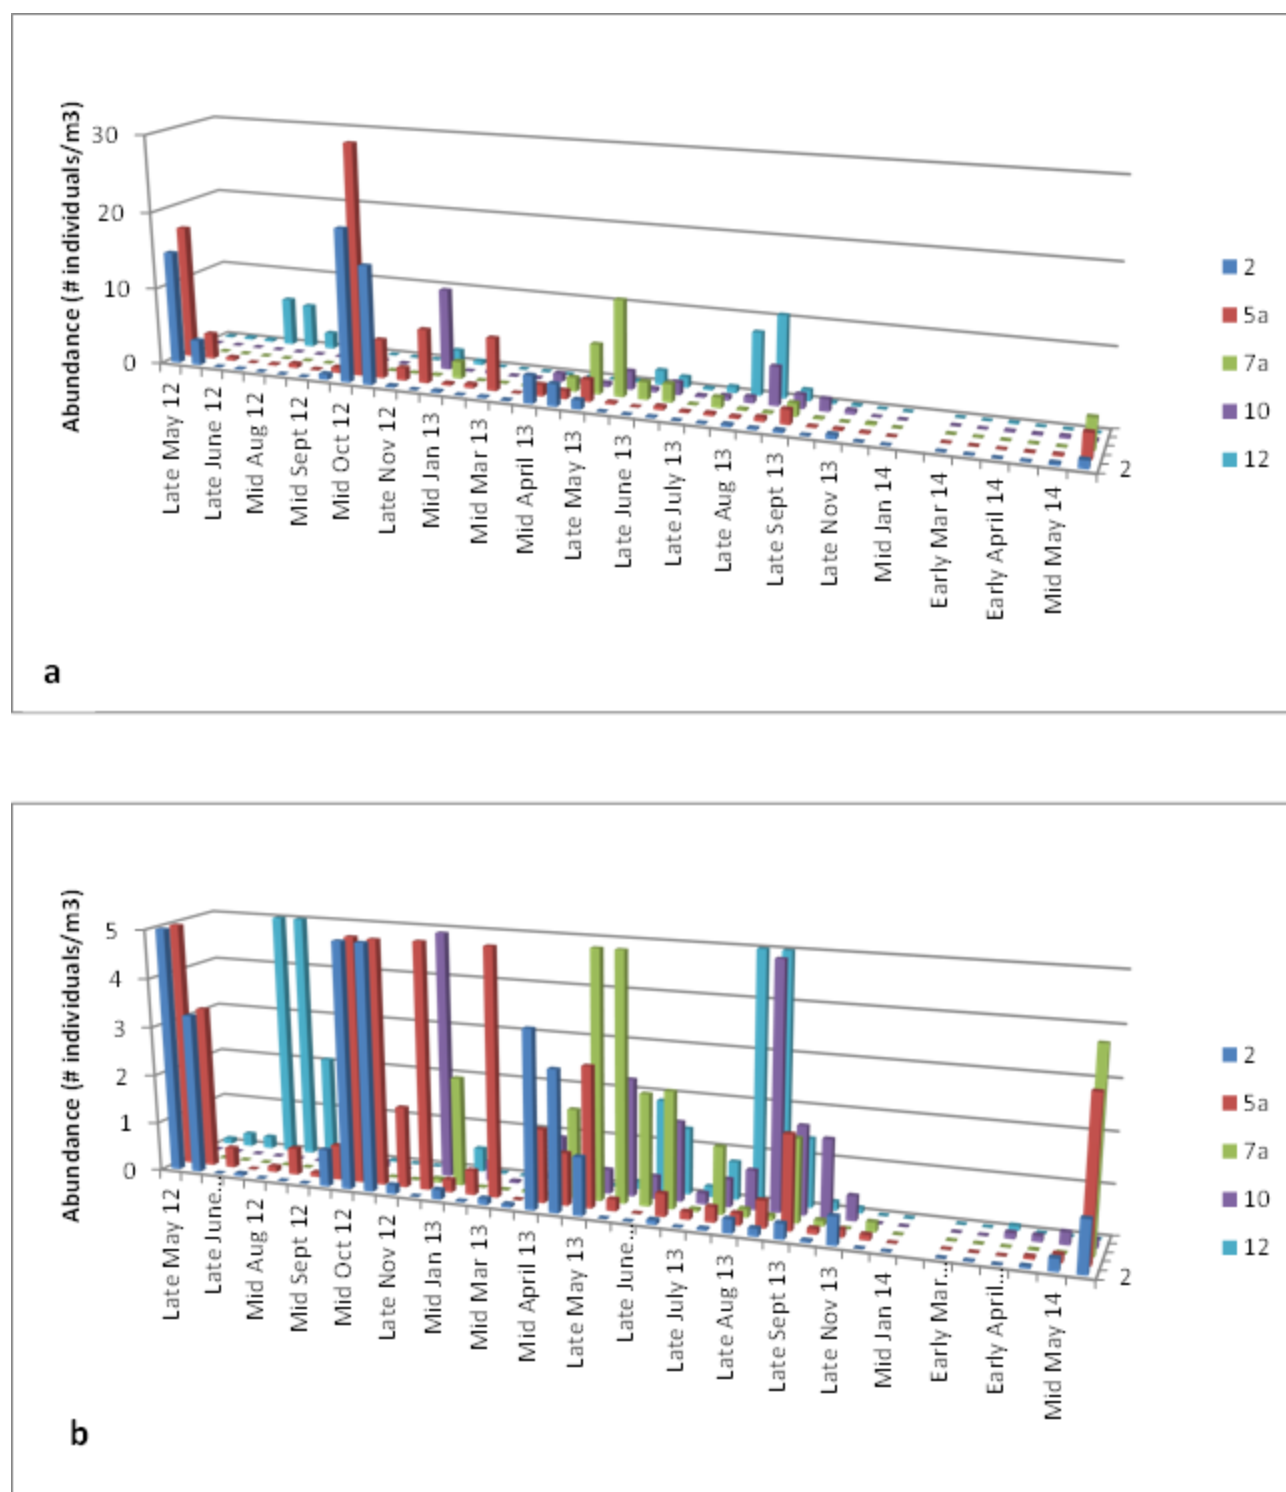 Abundance (# individuals/m3)
30
20
10
0
Late May 12
Late June 12
Mid Aug 12
Mid Sept 12
Mid Oct 12
Late Nov 12
Mid Jan 13
Mid Mar 13
Mid April 13
Late May 13
Late June 13
Late July 13
Late Aug 13
Late Sept 13
Late Nov 13
Mid Jan 14
Early Mar 14
Early April 14
Mid May 14
2
2
5a
7a
10
12
a
Abundance (# individuals/m3)
5
4
3
2
1
0
Late May 12
Late June...
Mid Aug 12
Mid Sept 12
Mid Oct 12
Late Nov 12
Mid Jan 13
Mid Mar 13
Mid April 13
Late May 13
Late June...
Late July 13
Late Aug 13
Late Sept 13
Late Nov 13
Mid Jan 14
Early Mar...
Early April...
Mid May 14
2
2
5a
7a
10
12
b